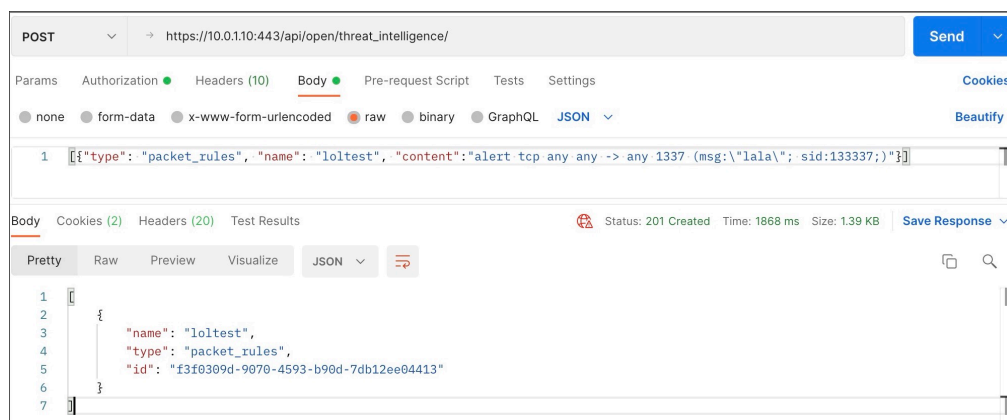 POST https://10.0.1.10:443/api/open/threat_intelligence/ Send
Params Authorization Headers (10) Body Pre-request Script Tests Settings Cookies
none form-data x-www-form-urlencoded raw binary GraphQL JSON Beautify
1 [{"type": "packet_rules", "name": "loltest", "content":"alert tcp any any -> any 1337 (msg:\"lala\"; sid:133337;)"}]
Body Cookies (2) Headers (20) Test Results Status: 201 Created Time: 1868 ms Size: 1.39 KB Save Response
Pretty Raw Preview Visualize JSON
1 [
2 {
3 "name": "loltest",
4 "type": "packet_rules",
5 "id": "f3f0309d-9070-4593-b90d-7db12ee04413"
6 }
7 ]